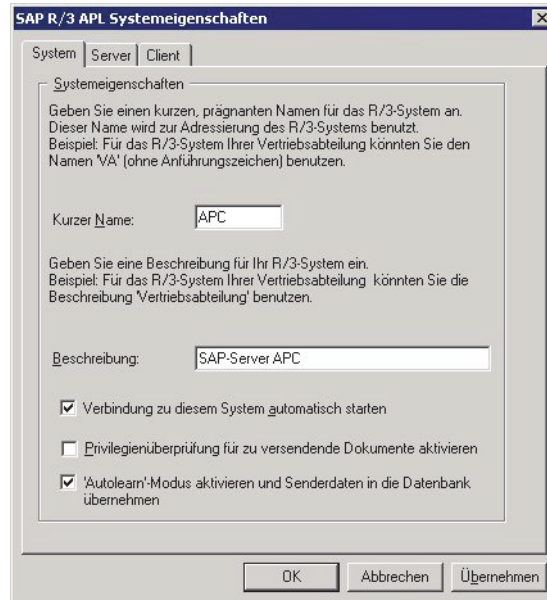 SAP R/3 APL Systemeigenschaften
System Server Client
Systemeigenschaften
Geben Sie einen kurzen, prägnanten Namen für das R/3-System an.
Dieser Name wird zur Adressierung des R/3-Systems benutzt.
Beispiel: Für das R/3-System Ihrer Vertriebsabteilung könnten Sie den
Namen 'VA' (ohne Anführungszeichen) benutzen.
Kurzer Name: APC
Geben Sie eine Beschreibung für Ihr R/3-System ein.
Beispiel: Für das R/3-System Ihrer Vertriebsabteilung könnten Sie die
Beschreibung 'Vertriebsabteilung' benutzen.
Beschreibung: SAP-Server APC
Verbindung zu diesem System automatisch starten
Privilegienüberprüfung für zu versendende Dokumente aktivieren
'Autolearn'-Modus aktivieren und Senderdaten in die Datenbank
übernehmen
OK Abbrechen Übernehmen